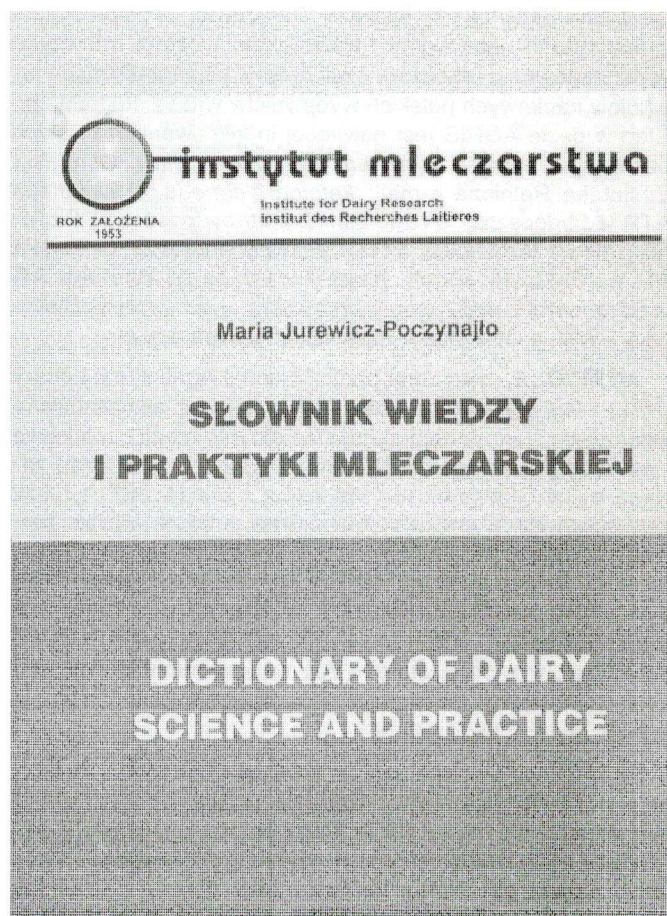 instytut mleczarstwa
Institute for Dairy Research
Institut des Recherches Laitieres
ROK ZAŁOŻENIA
1953
Maria Jurewicz-Poczynajło
SŁOWNIK WIEDZY
I PRAKTYKI MLECZARSKIEJ
DICTIONARY OF DAIRY
SCIENCE AND PRACTICE